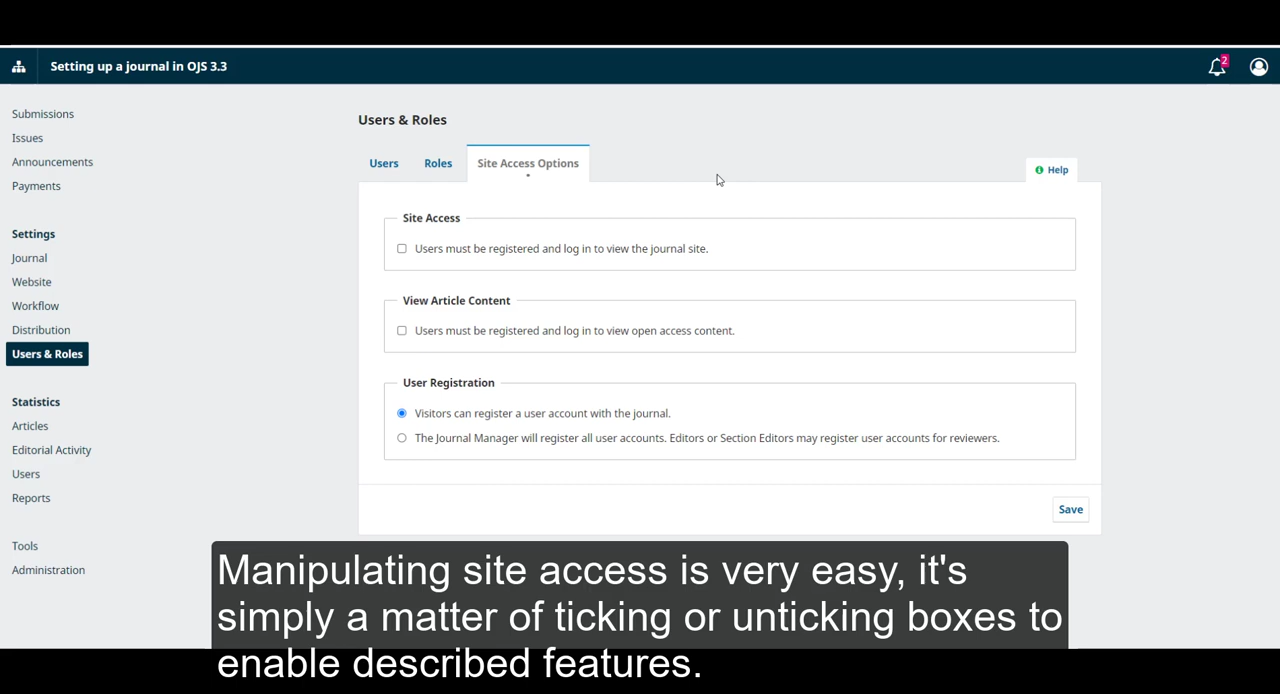 Setting up a journal in OJS 3.3
2
Submissions
Issues
Announcements
Payments
Settings
Journal
Website
Workflow
Distribution
Users & Roles
Statistics
Articles
Editorial Activity
Users
Reports
Tools
Administration
Users & Roles
Users Roles Site Access Options
Help
Site Access
Users must be registered and log in to view the journal site.
View Article Content
Users must be registered and log in to view open access content.
User Registration
Visitors can register a user account with the journal.
The Journal Manager will register all user accounts. Editors or Section Editors may register user accounts for reviewers.
Save
Manipulating site access is very easy, it's
simply a matter of ticking or unticking boxes to
enable described features.